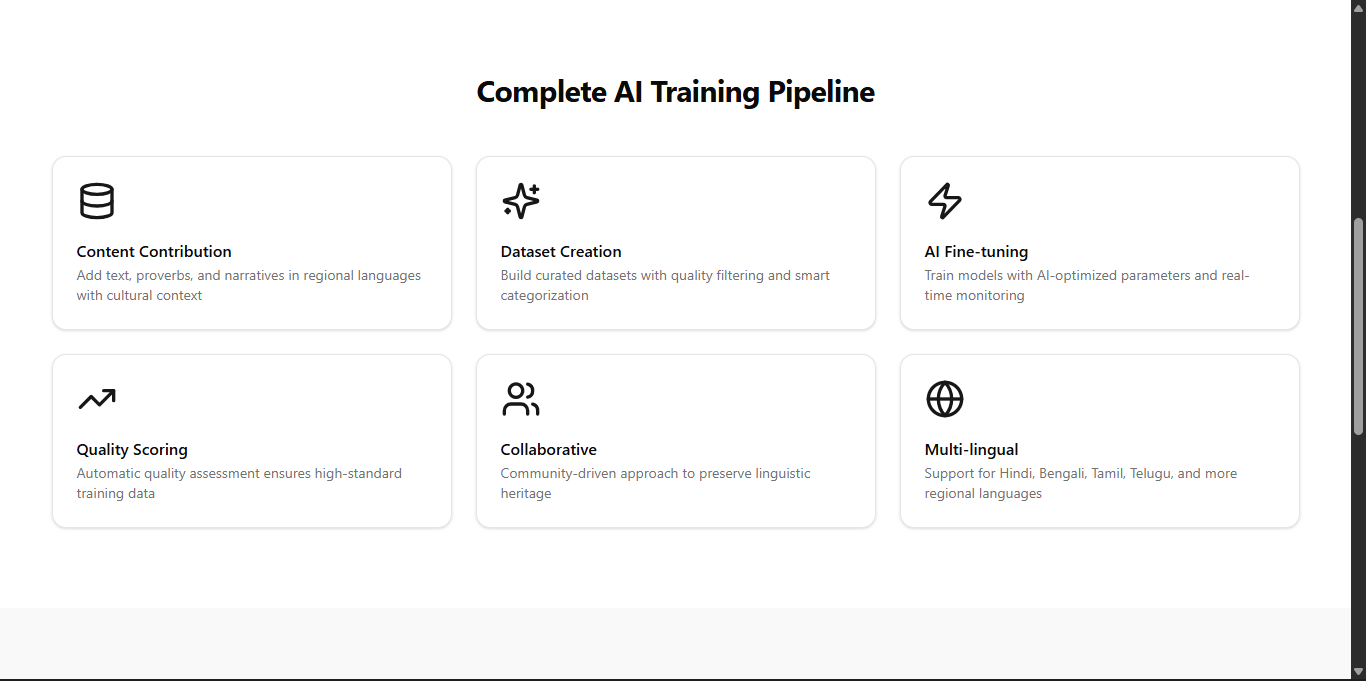 Complete AI Training Pipeline
Content Contribution
Add text, proverbs, and narratives in regional languages
with cultural context
Dataset Creation
Build curated datasets with quality filtering and smart
categorization
AI Fine-tuning
Train models with AI-optimized parameters and real-
time monitoring
Quality Scoring
Automatic quality assessment ensures high-standard
training data
Collaborative
Community-driven approach to preserve linguistic
heritage
Multi-lingual
Support for Hindi, Bengali, Tamil, Telugu, and more
regional languages